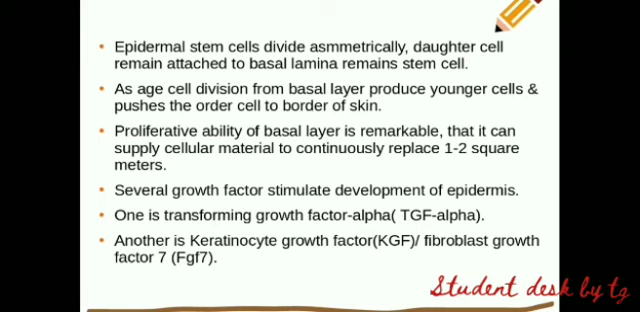 • Epidermal stem cells divide asmmetrically, daughter cell
remain attached to basal lamina remains stem cell.
• As age cell division from basal layer produce younger cells &
pushes the order cell to border of skin.
• Proliferative ability of basal layer is remarkable, that it can
supply cellular material to continuously replace 1-2 square
meters.
• Several growth factor stimulate development of epidermis.
• One is transforming growth factor-alpha( TGF-alpha).
• Another is Keratinocyte growth factor(KGF)/ fibroblast growth
factor 7 (Fgf7).
Student desk by tg